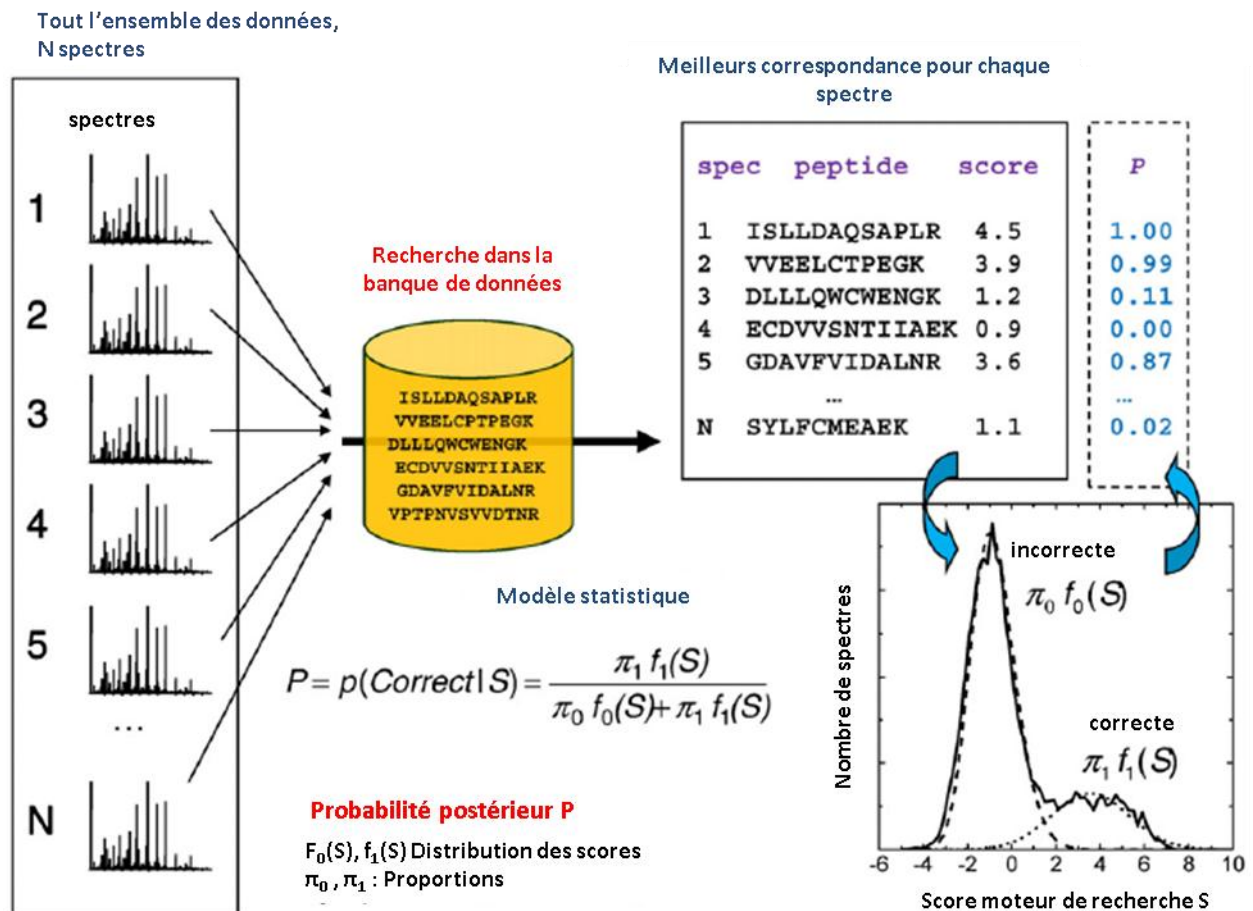 Tout l'ensemble des données,
N spectres
spectres
1
2
3
4
5
...
N
Recherche dans la
banque de données
ISLLDAQSAPLR
VVEELCPTPEGK
DLLLQWCWENGK
ECDVVSNTIIAEK
GDAVFVIDALNR
VPTPNVSVVDTNR
Meilleurs correspondance pour chaque
spectre
spec peptide score P
1 ISLLDAQSAPLR 4.5 1.00
2 VVEELCTPEGK 3.9 0.99
3 DLLLQWCWENGK 1.2 0.11
4 ECDVVSNTIIAEK 0.9 0.00
5 GDAVFVIDALNR 3.6 0.87
... ...
N SYLFCMEAEK 1.1 0.02
Modèle statistique
P = p(Correct|S) = π₁ f₁(S) / π₀ f₀(S) + π₁ f₁(S)
Probabilité postérieur P
F₀(S), f₁(S) Distribution des scores
π₀ , π₁ : Proportions
Nombre de spectres
incorrecte
π₀ f₀(S)
correcte
π₁ f₁(S)
-6 -4 -2 0 2 4 6 8 10
Score moteur de recherche S